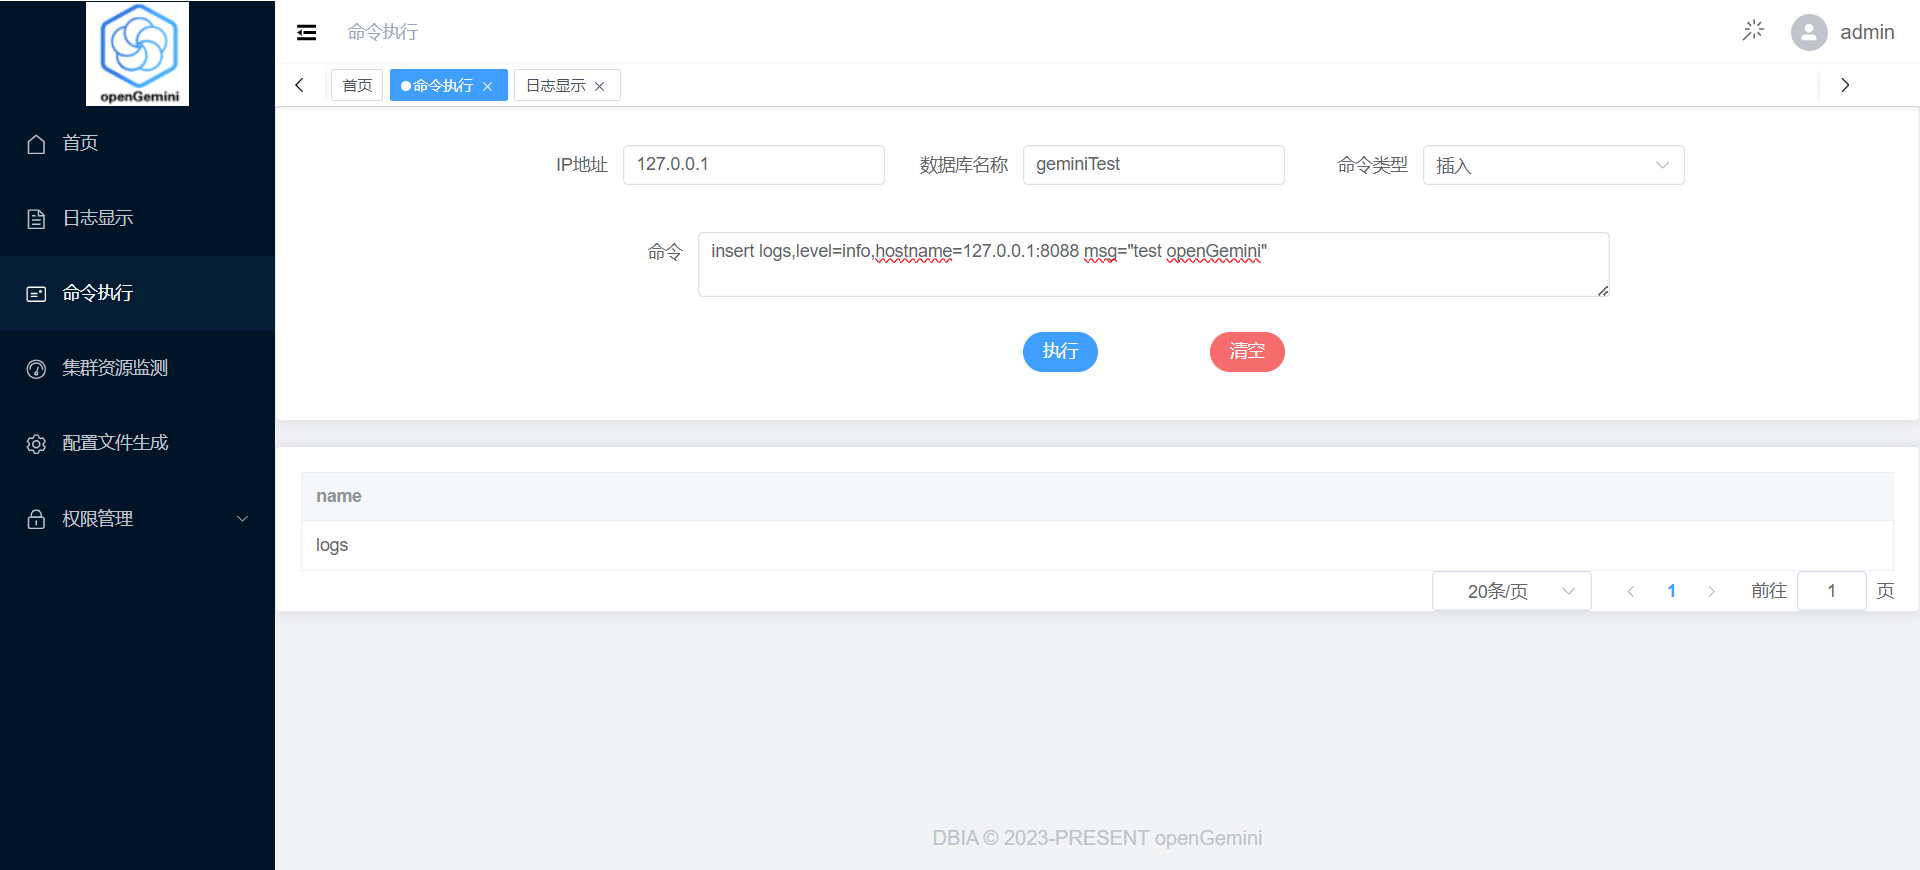 openGemini
首页
日志显示
命令执行
集群资源监测
配置文件生成
权限管理
命令执行
admin
首页
命令执行
日志显示
IP地址 127.0.0.1 数据库名称 geminiTest 命令类型 插入
命令 insert logs,level=info,hostname=127.0.0.1:8088 msg="test openGemini"
执行 清空
name
logs
20条/页 1 前往 1 页
DBIA © 2023-PRESENT openGemini